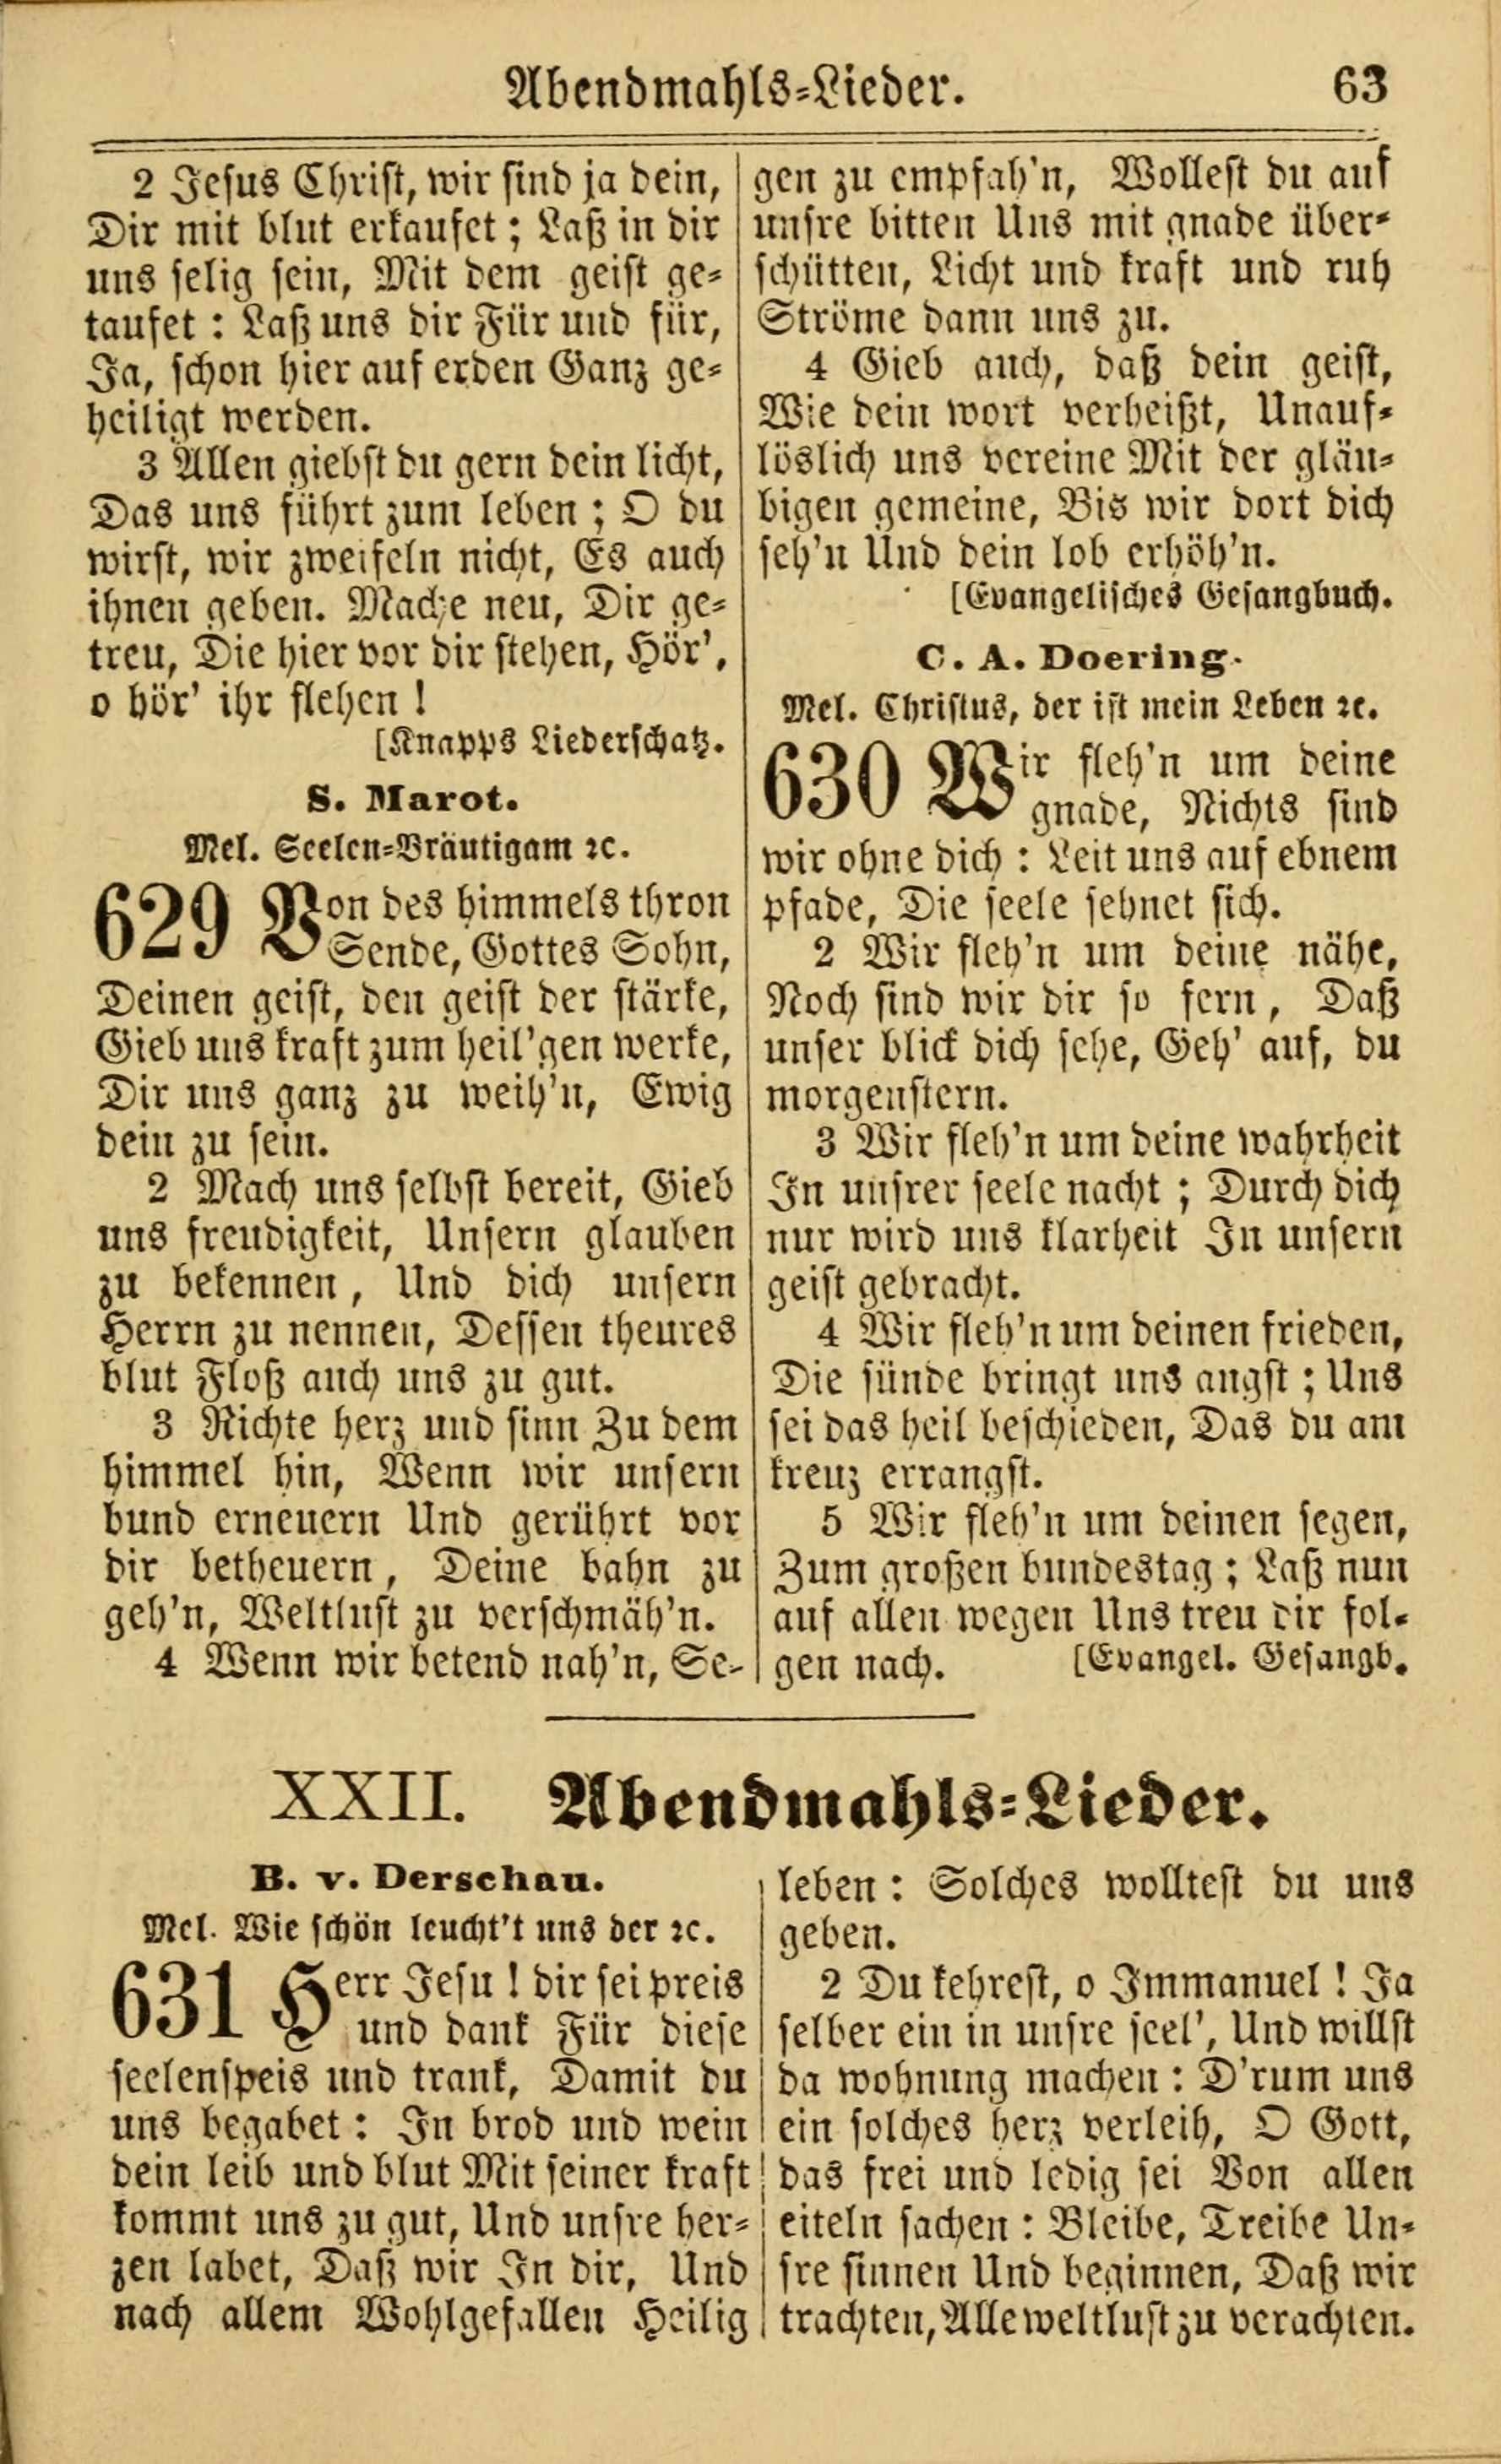 Abendmahls-Lieder. 63
2 Jesus Christ, wir sind ja dein,
Dir mit blut erkaufet; Laß in dir
uns selig sein, Mit dem geist ge-
taufet: Laß uns dir Für und für,
Ja, schon hier auf erden Ganz ge-
heiligt werden.
3 Allen giebst du gern dein licht,
Das uns führt zum leben; O du
wirst, wir zweifeln nicht, Es auch
ihnen geben. Mache neu, Dir ge-
treu, Die hier vor dir stehen, Hör',
o hör' ihr flehen!
[Knapps Liederschatz.
S. Marot.
Mel. Seelen-Bräutigam ꝛc.
629 Von des himmels thron
Sende, Gottes Sohn,
Deinen geist, den geist der stärke,
Gieb uns kraft zum heil'gen werke,
Dir uns ganz zu weih'n, Ewig
dein zu sein.
2 Mach uns selbst bereit, Gieb
uns freudigkeit, Unsern glauben
zu bekennen, Und dich unsern
Herrn zu nennen, Dessen theures
blut Floß auch uns zu gut.
3 Richte herz und sinn Zu dem
himmel hin, Wenn wir unsern
bund erneuern Und gerührt vor
dir betheuern, Deine bahn zu
geh'n, Weltlust zu verschmäh'n.
4 Wenn wir betend nah'n, Se-
gen zu empfah'n, Wollest du auf
unsre bitten Uns mit gnade über-
schütten, Licht und kraft und ruh
Ströme dann uns zu.
4 Gieb auch, daß dein geist,
Wie dein wort verheißt, Unauf-
löslich uns vereine Mit der gläu-
bigen gemeine, Bis wir dort dich
seh'n Und dein lob erhöh'n.
[Evangelisches Gesangbuch.
C. A. Doering.
Mel. Christus, der ist mein Leben ꝛc.
630 Wir fleh'n um deine
gnade, Nichts sind
wir ohne dich: Leit uns auf ebnem
pfade, Die seele sehnet sich.
2 Wir fleh'n um deine nähe,
Noch sind wir dir so fern, Daß
unser blick dich sehe, Geh' auf, du
morgenstern.
3 Wir fleh'n um deine wahrheit
In unsrer seele nacht; Durch dich
nur wird uns klarheit In unsern
geist gebracht.
4 Wir fleh'n um deinen frieden,
Die sünde bringt uns angst; Uns
sei das heil beschieden, Das du am
kreuz errangst.
5 Wir fleh'n um deinen segen,
Zum großen bundestag; Laß nun
auf allen wegen Uns treu dir fol-
gen nach. [Evangel. Gesangb.
XXII. Abendmahls-Lieder.
B. v. Derschau.
Mel. Wie schön leucht't uns der ꝛc.
631 Herr Jesu! dir sei preis
und dank Für diese
seelenspeis und trank, Damit du
uns begabet: In brod und wein
dein leib und blut Mit seiner kraft
kommt uns zu gut, Und unsre her-
zen labet, Daß wir In dir, Und
nach allem Wohlgefallen Heilig
leben: Solches wolltest du uns
geben.
2 Du kehrest, o Immanuel! Ja
selber ein in unsre seel', Und willst
da wohnung machen: D'rum uns
ein solches herz verleih, O Gott,
das frei und ledig sei Von allen
eiteln sachen: Bleibe, Treibe Un-
sre sinnen Und beginnen, Daß wir
trachten, Alle weltlust zu verachten.